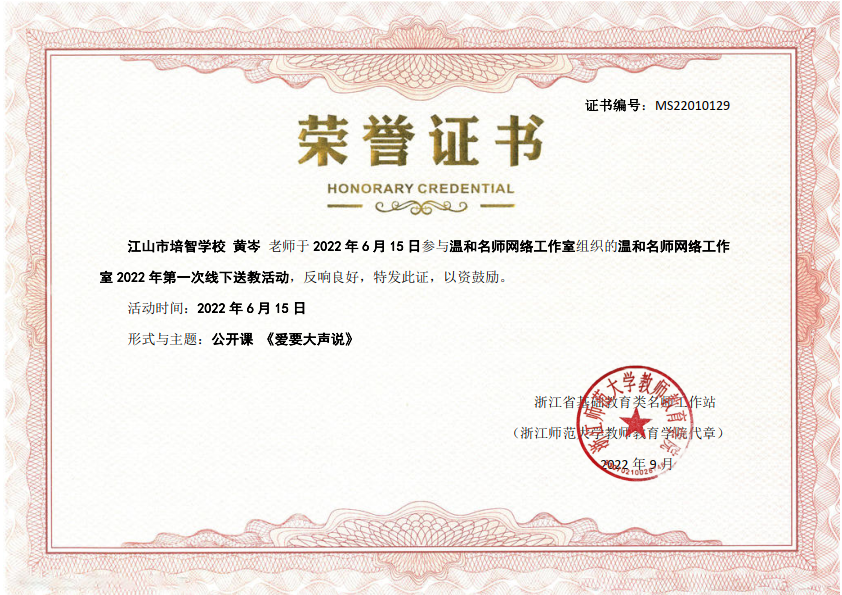 证书编号：MS22010129
荣誉证书
HONORARY CREDENTIAL
江山市培智学校 黄岑 老师于 2022 年 6 月 15 日参与温和名师网络工作室组织的温和名师网络工作
室 2022 年第一次线下送教活动，反响良好，特发此证，以资鼓励。
活动时间：2022 年 6 月 15 日
形式与主题：公开课 《爱要大声说》
浙江省基础教育类名师工作站
（浙江师范大学教师教育学院代章）
2022 年 9 月
浙江师范大学教师教育学院